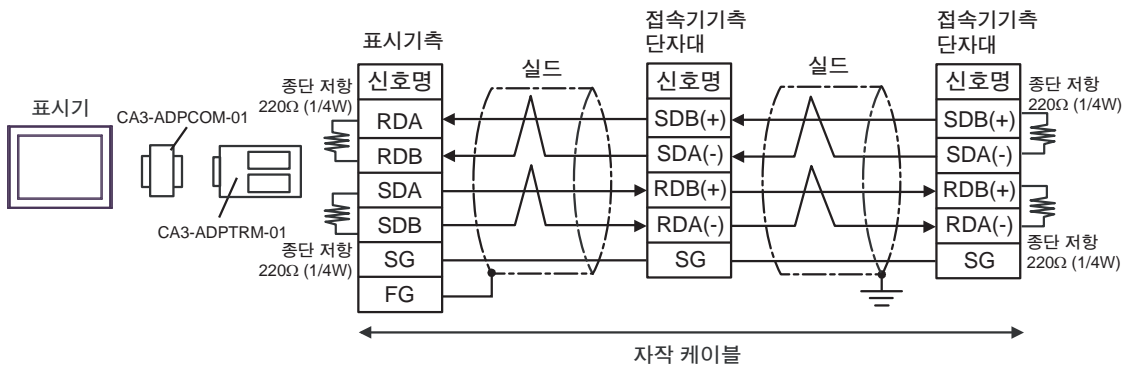 표시기
CA3-ADPCOM-01
CA3-ADPTRM-01
표시기측
종단 저항
220Ω (1/4W)
종단 저항
220Ω (1/4W)
신호명
RDA
RDB
SDA
SDB
SG
FG
실드
접속기기측
단자대
신호명
SDB(+)
SDA(-)
RDB(+)
RDA(-)
SG
실드
접속기기측
단자대
신호명
SDB(+)
SDA(-)
RDB(+)
RDA(-)
SG
종단 저항
220Ω (1/4W)
종단 저항
220Ω (1/4W)
자작 케이블